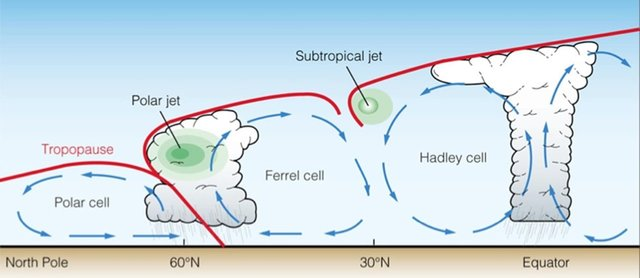 Subtropical jet
Polar jet
Tropopause
Hadley cell
Ferrel cell
Polar cell
North Pole
60°N
30°N
Equator